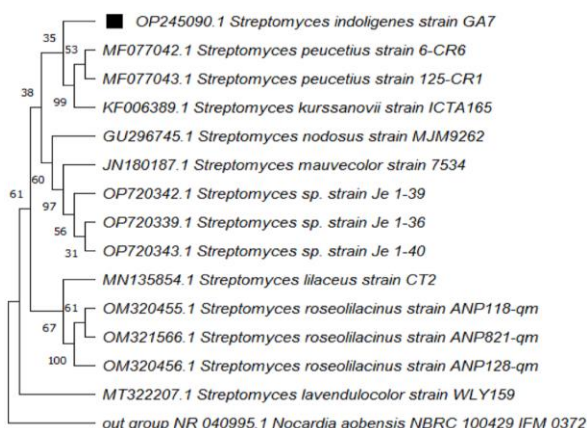 35
OP245090.1 Streptomyces indoligenes strain GA7
53
MF077042.1 Streptomyces peucetius strain 6-CR6
MF077043.1 Streptomyces peucetius strain 125-CR1
38
99
KF006389.1 Streptomyces kurssanovii strain ICTA165
GU296745.1 Streptomyces nodosus strain MJM9262
JN180187.1 Streptomyces mauvecolor strain 7534
60
61
OP720342.1 Streptomyces sp. strain Je 1-39
97
OP720339.1 Streptomyces sp. strain Je 1-36
56
OP720343.1 Streptomyces sp. strain Je 1-40
31
MN135854.1 Streptomyces lilaceus strain CT2
61
OM320455.1 Streptomyces roseolilacinus strain ANP118-qm
67
OM321566.1 Streptomyces roseolilacinus strain ANP821-qm
100
OM320456.1 Streptomyces roseolilacinus strain ANP128-qm
MT322207.1 Streptomyces lavendulocolor strain WLY159
out group NR 040995.1 Nocardia aobensis NBRC 100429 IFM 0372